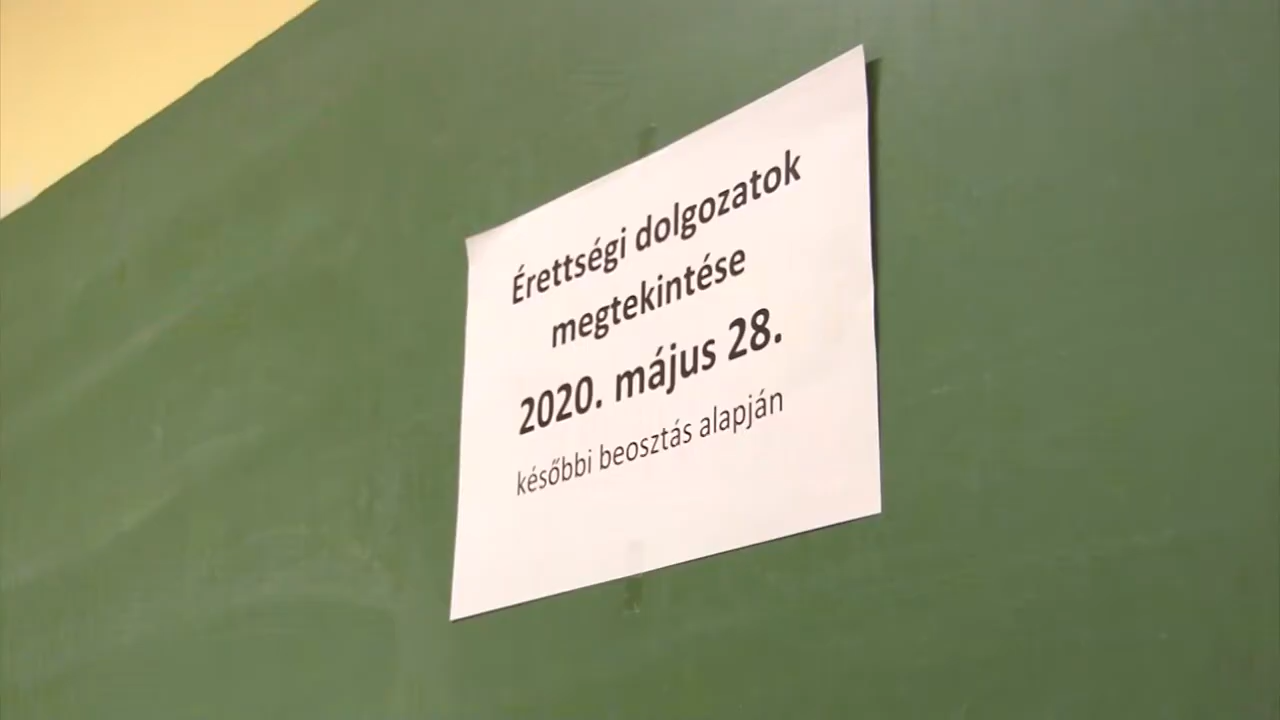 Érettségi dolgozatok
megtekintése
2020. május 28.
későbbi beosztás alapján